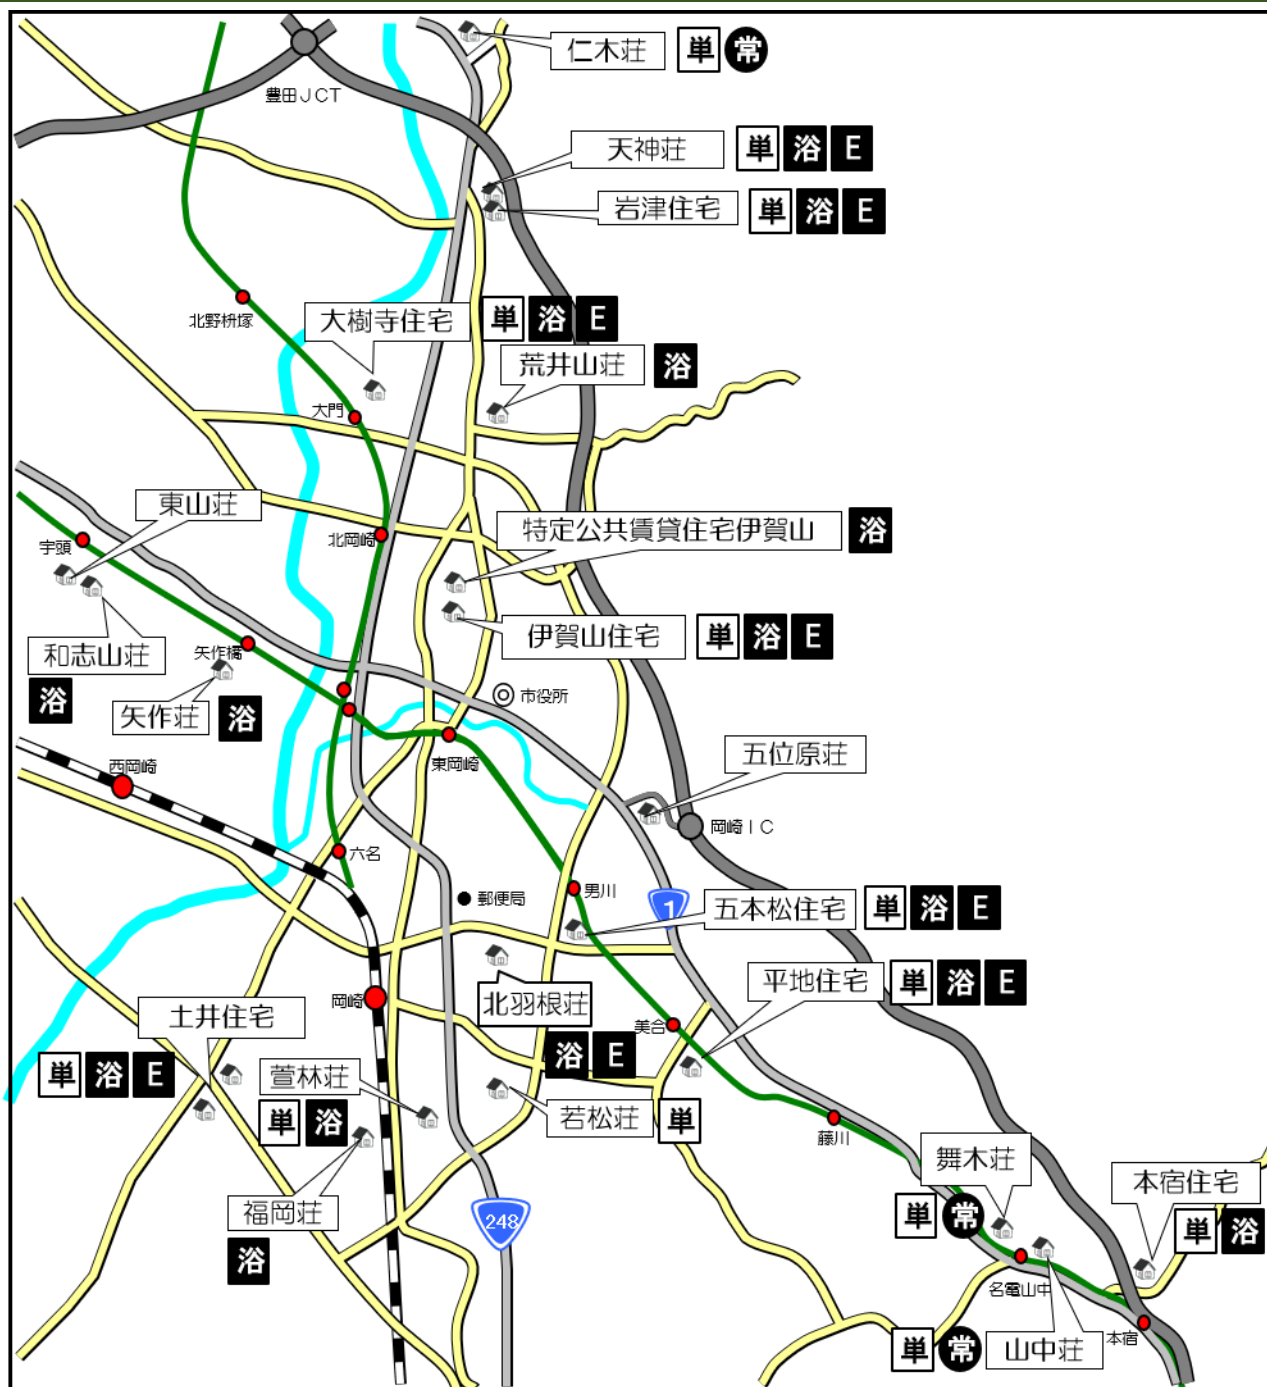 仁木荘 単 常
豊田JCT
天神荘 単 浴 E
岩津住宅 単 浴 E
北野枡塚
大樹寺住宅 単 浴 E
荒井山荘 浴
大門
東山荘
特定公共賃貸住宅伊賀山 浴
宇頭
北岡崎
伊賀山住宅 単 浴 E
和志山荘
浴
矢作橋
矢作荘 浴
市役所
東岡崎
五位原荘
西岡崎
岡崎IC
六名
男川
郵便局
1
五本松住宅 単 浴 E
平地住宅 単 浴 E
岡崎
北羽根荘
浴 E
美合
土井住宅
単 浴 E
萱林荘
単 浴
若松荘 単
藤川
舞木荘
単 常
本宿住宅
単 浴
福岡荘
浴
248
名電山中
本宿
単 常 山中荘